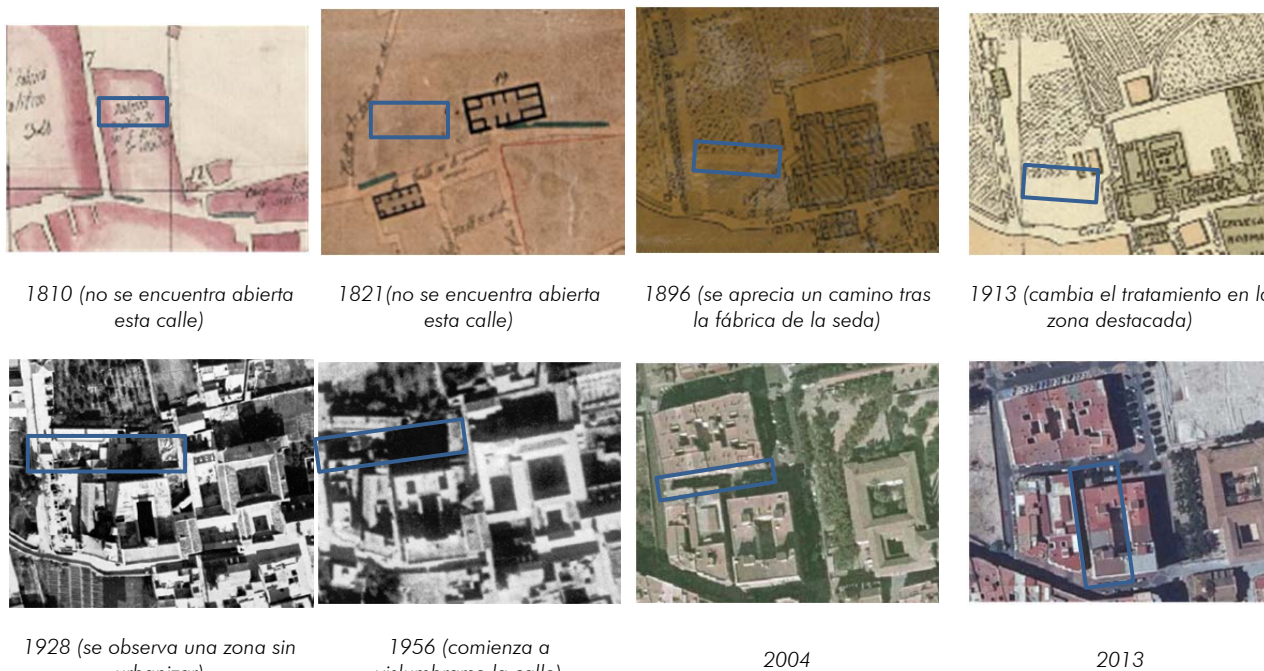 1810 (no se encuentra abierta
esta calle)
1821(no se encuentra abierta
esta calle)
1896 (se aprecia un camino tras
la fábrica de la seda)
1913 (cambia el tratamiento en la
zona destacada)
1928 (se observa una zona sin
1956 (comienza a
2004
2013